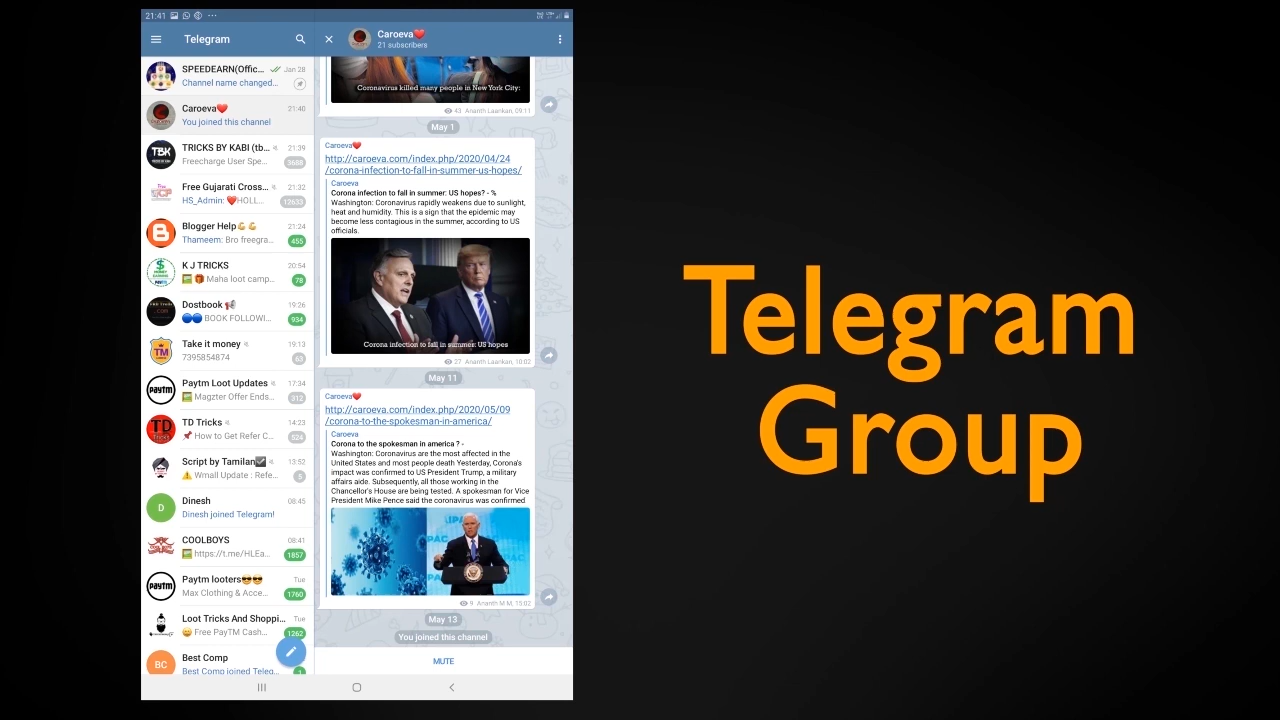 21:41
Telegram
SPEEDEARN(Offic... Jan 28
Channel name changed...
Caroeva❤️ 21:40
You joined this channel
TRICKS BY KABI (tb... 21:39
Freecharge User Spe... 3688
Free Gujarati Cross... 21:32
HS_Admin: ❤️HOLL... 12633
Blogger Help💪💪 21:24
Thameem: Bro freegra... 455
K J TRICKS 20:54
🖼🎁 Maha loot camp... 78
Dostbook 📢 19:26
🔵🔵 BOOK FOLLOWI... 934
Take it money 19:13
7395854874 63
Paytm Loot Updates 17:34
Magzter Offer Ends... 312
TD Tricks 14:23
📌 How to Get Refer C... 524
Script by Tamilan☑️ 13:52
⚠️ Wmall Update : Refe... 5
Dinesh 08:45
Dinesh joined Telegram!
COOLBOYS 08:41
🖼 https://t.me/HLEa... 1857
Paytm looters😎😎 Tue
Max Clothing & Acce... 1760
Loot Tricks And Shoppi... Tue
😀 Free PayTM Cash... 1262
Best Comp
Best Comp joined Teleg...
TBK
paytm
TD
D
paytm
BC
Caroeva❤️
21 subscribers
Coronavirus killed many people in New York City:
43 Ananth Laankan, 09:11
May 1
Caroeva❤️
http://caroeva.com/index.php/2020/04/24
/corona-infection-to-fall-in-summer-us-hopes/
Caroeva
Corona infection to fall in summer: US hopes? - %
Washington: Coronavirus rapidly weakens due to sunlight,
heat and humidity. This is a sign that the epidemic may
become less contagious in the summer, according to US
officials.
Corona infection to fall in summer: US hopes
27 Ananth Laankan, 10:02
May 11
Caroeva❤️
http://caroeva.com/index.php/2020/05/09
/corona-to-the-spokesman-in-america/
Caroeva
Corona to the spokesman in america ? -
Washington: Coronavirus are the most affected in the
United States and most people death Yesterday, Corona's
impact was confirmed to US President Trump, a military
affairs aide. Subsequently, all those working in the
Chancellor's House are being tested. A spokesman for Vice
President Mike Pence said the coronavirus was confirmed
9 Ananth M M, 15:02
May 13
You joined this channel
MUTE
Telegram
Group